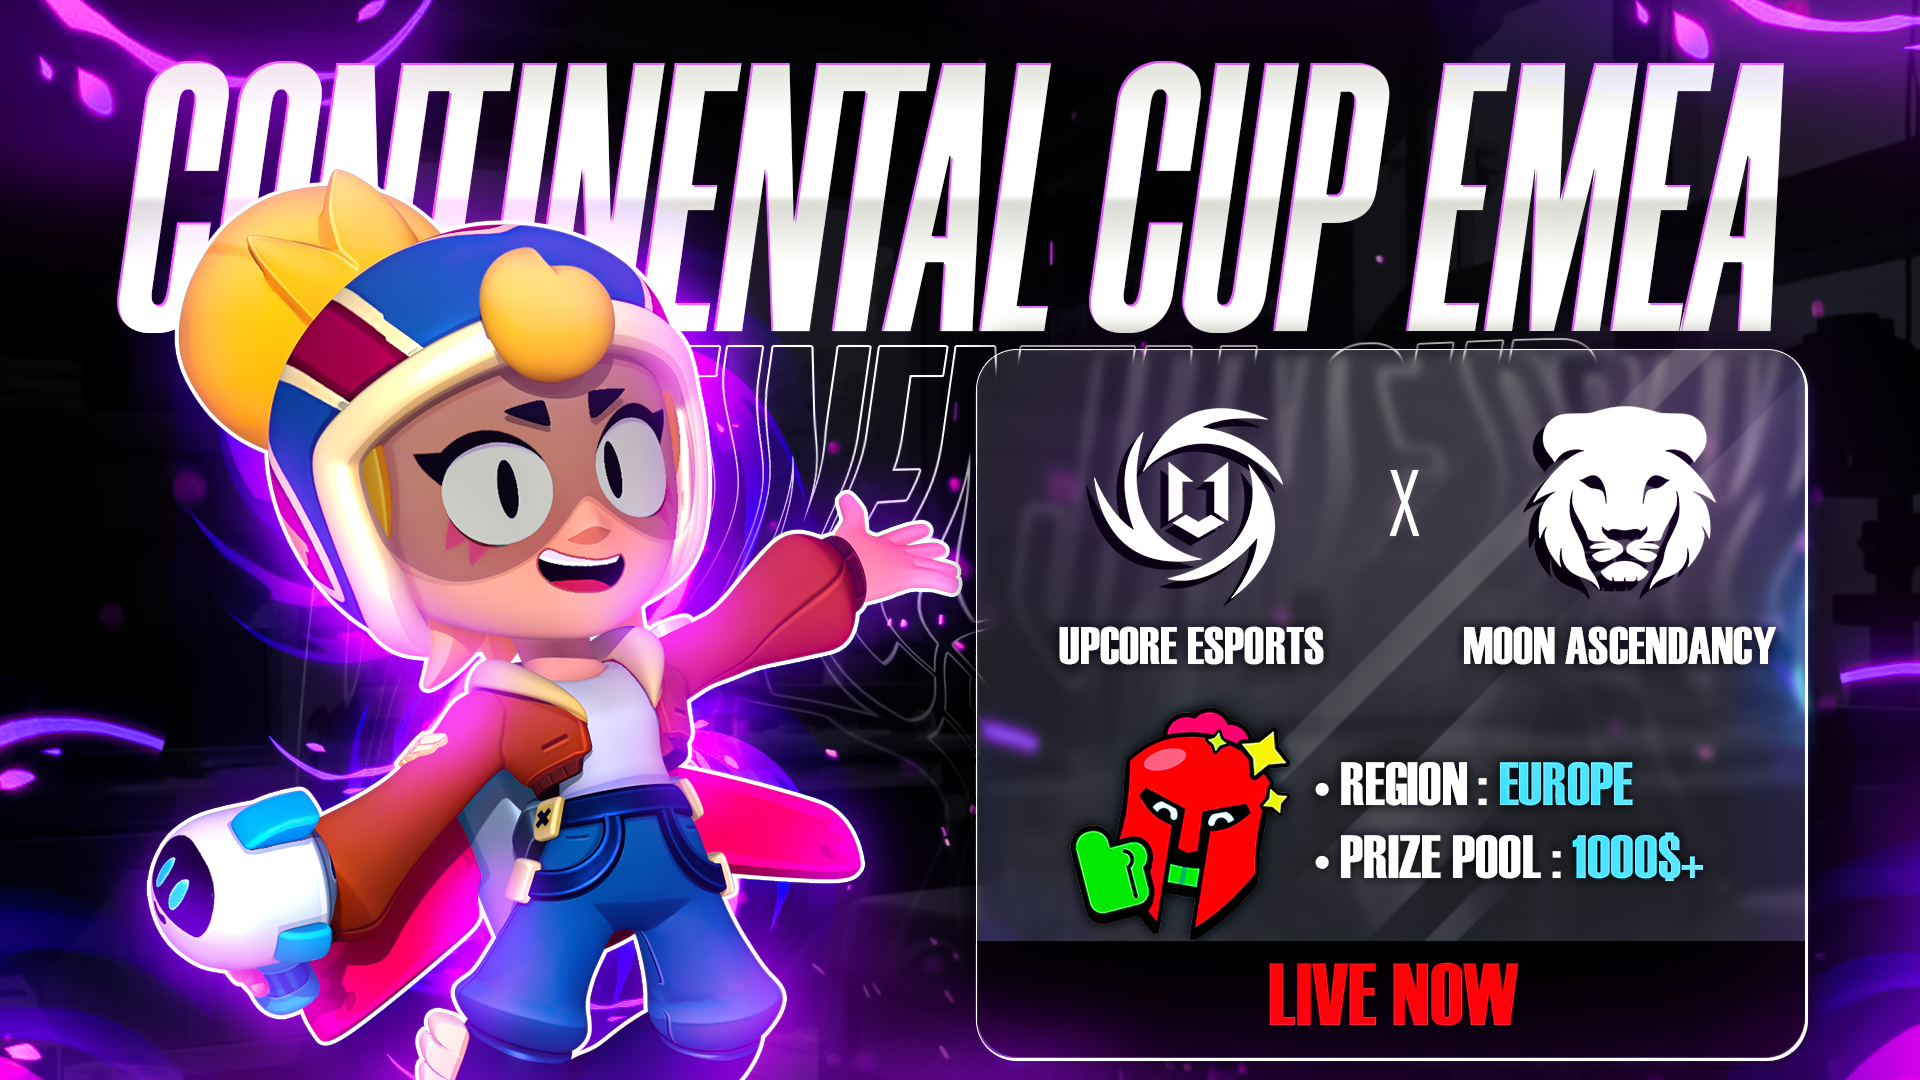 CONTINENTAL CUP EMEA
X
UPCORE ESPORTS
MOON ASCENDANCY
• REGION : EUROPE
• PRIZE POOL : 1000$+
LIVE NOW